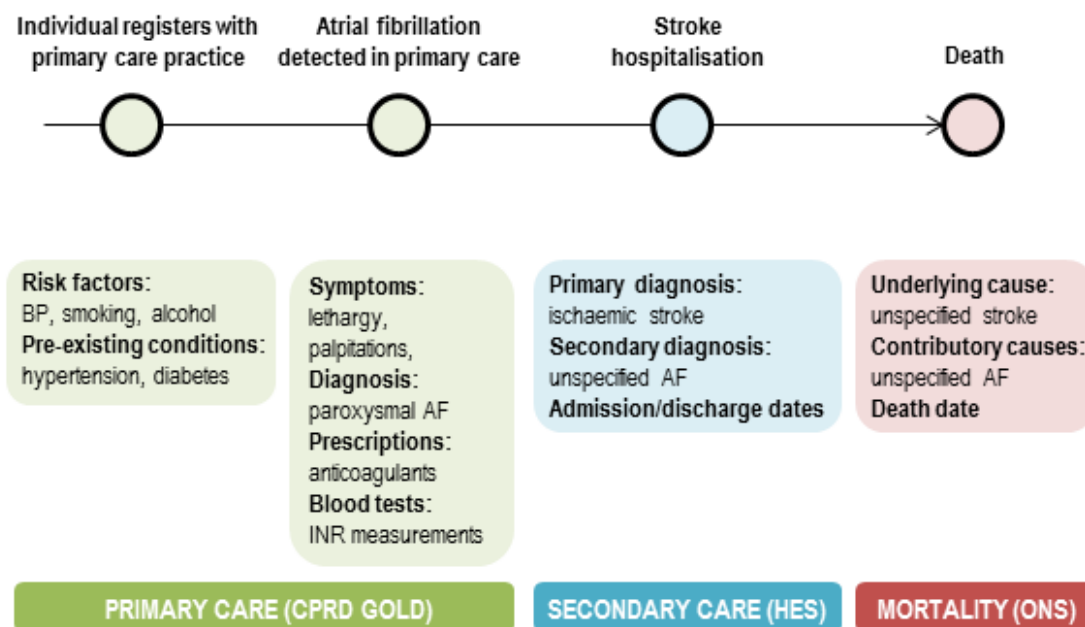 Individual registers with
primary care practice
Atrial fibrillation
detected in primary care
Stroke
hospitalisation
Death
Risk factors:
BP, smoking, alcohol
Pre-existing conditions:
hypertension, diabetes
Symptoms:
lethargy,
palpitations,
Diagnosis:
paroxysmal AF
Prescriptions:
anticoagulants
Blood tests:
INR measurements
Primary diagnosis:
ischaemic stroke
Secondary diagnosis:
unspecified AF
Admission/discharge dates
Underlying cause:
unspecified stroke
Contributory causes:
unspecified AF
Death date
PRIMARY CARE (CPRD GOLD)
SECONDARY CARE (HES)
MORTALITY (ONS)